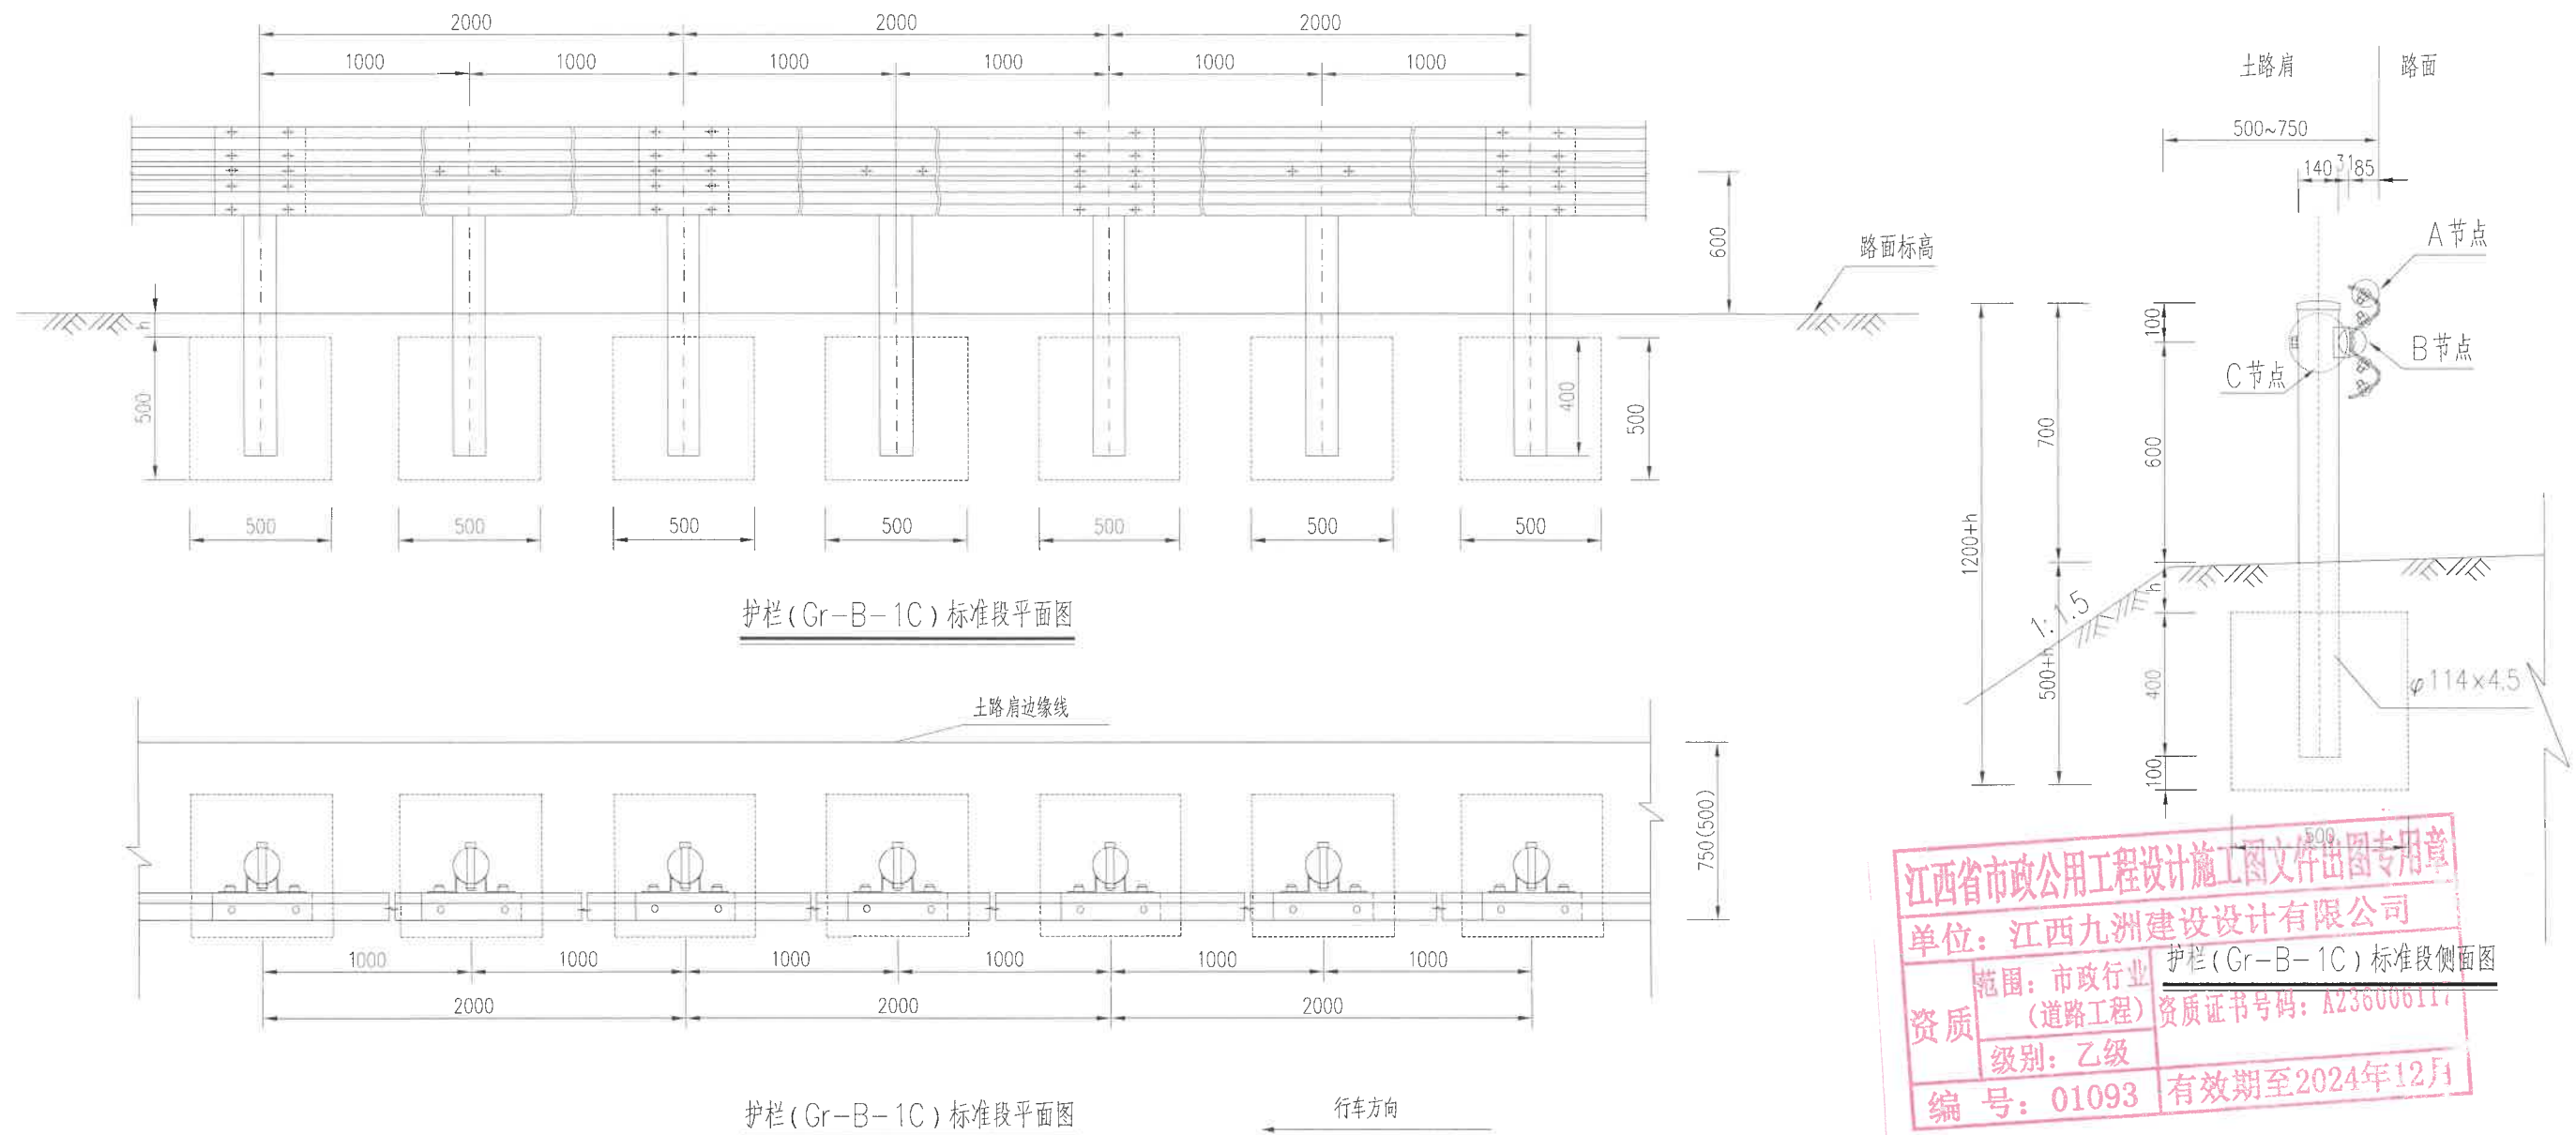 2000 2000 2000
1000 1000 1000 1000 1000 1000
600
路面标高
h
500
400
500
500 500 500 500 500 500 500
护栏(Gr-B-1C)标准段平面图
土路肩边缘线
750(500)
1000 1000 1000 1000 1000 1000
2000 2000 2000
护栏(Gr-B-1C)标准段平面图
行车方向
土路肩 路面
500~750
140 31 85
A节点
B节点
C节点
100
700
600
1200+h
h
1:1.5
500+h
400
φ114×4.5
100
500
护栏(Gr-B-1C)标准段侧面图
江西省市政公用工程设计施工图文件出图专用章
单位：江西九洲建设设计有限公司
资质
范围：市政行业
(道路工程)
资质证书号码：A236006117
级别：乙级
编 号：01093
有效期至2024年12月